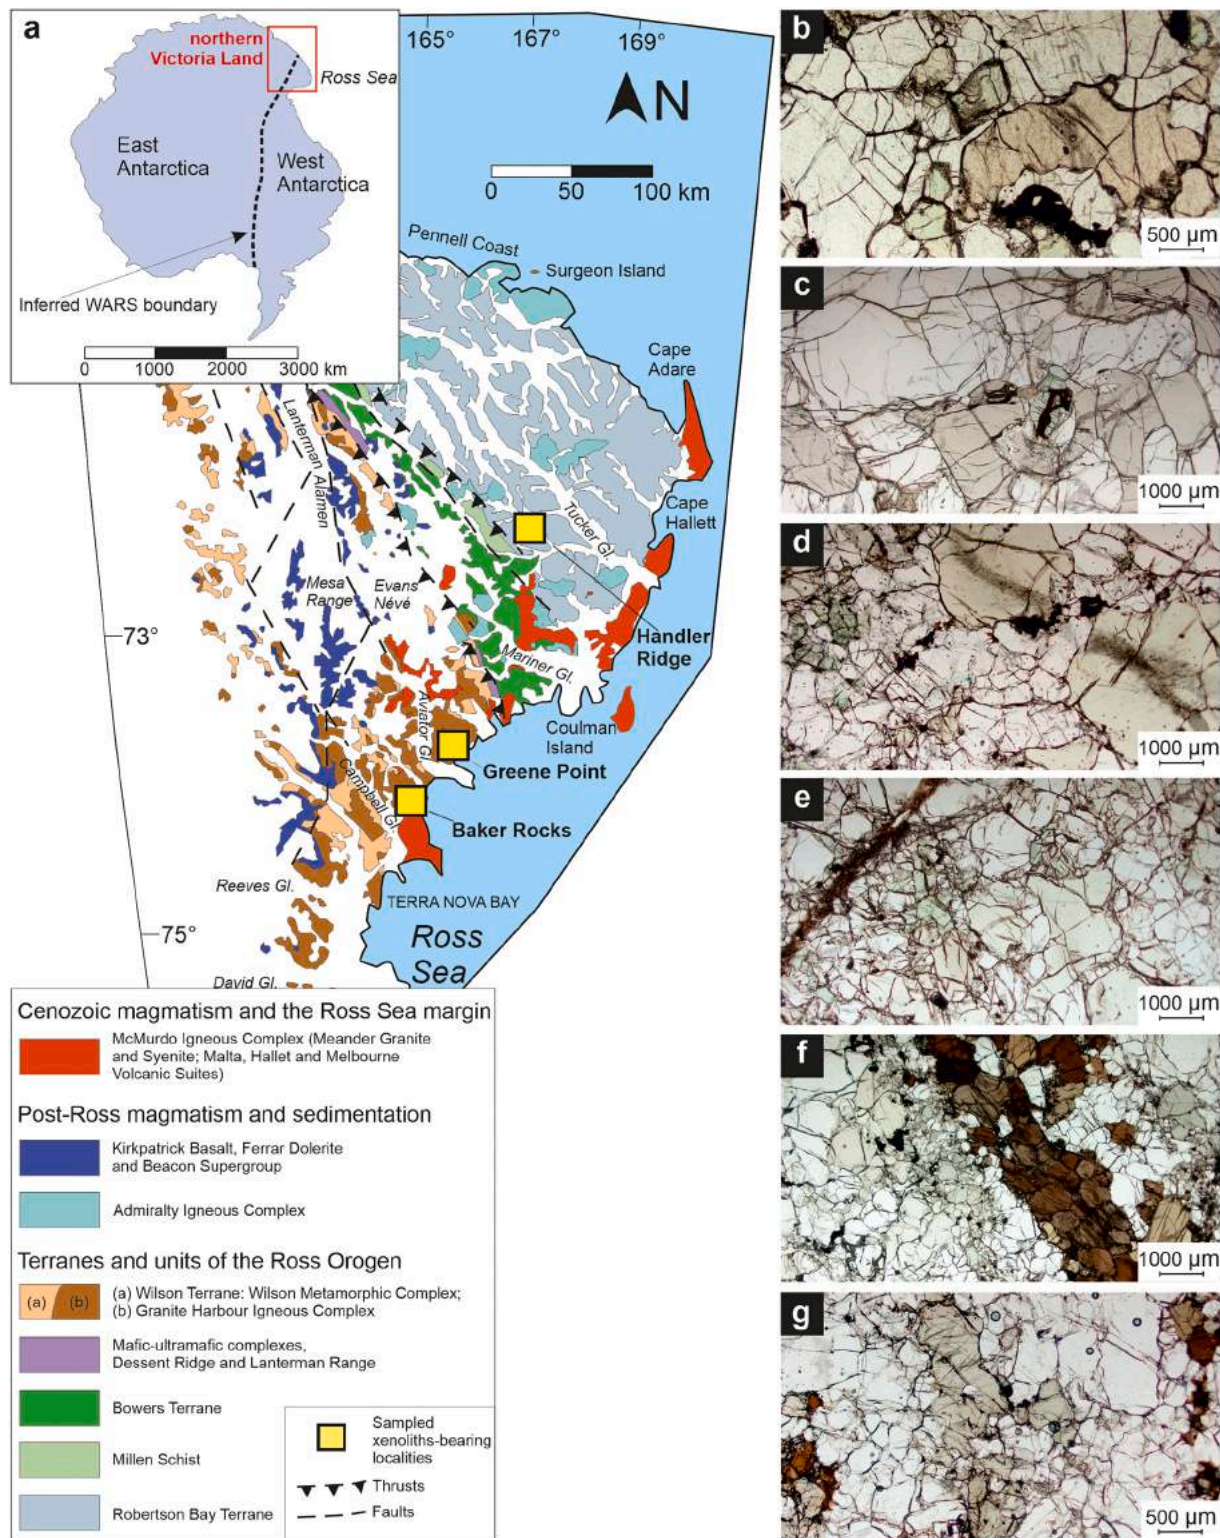 a
northern
Victoria Land
Ross Sea
East
Antarctica
West
Antarctica
Inferred WARS boundary
0 1000 2000 3000 km
165° 167° 169°
N
0 50 100 km
Pennell Coast
Surgeon Island
Cape
Adare
Lanterman
Alamen
Cape
Hallett
Tucker Gl.
Mesa
Range
Evans
Névé
73°
Handler
Ridge
Mariner Gl.
Aviator Gl.
Coulman
Island
Greene Point
Campbell Gl.
Baker Rocks
Reeves Gl.
TERRA NOVA BAY
75°
Ross
Sea
David Gl.
Cenozoic magmatism and the Ross Sea margin
McMurdo Igneous Complex (Meander Granite
and Syenite; Malta, Hallet and Melbourne
Volcanic Suites)
Post-Ross magmatism and sedimentation
Kirkpatrick Basalt, Ferrar Dolerite
and Beacon Supergroup
Admiralty Igneous Complex
Terranes and units of the Ross Orogen
(a) (b) (a) Wilson Terrane: Wilson Metamorphic Complex;
(b) Granite Harbour Igneous Complex
Mafic-ultramafic complexes,
Dessent Ridge and Lanterman Range
Bowers Terrane
Millen Schist
Robertson Bay Terrane
Sampled
xenoliths-bearing
localities
Thrusts
Faults
b
500 µm
c
1000 µm
d
1000 µm
e
1000 µm
f
1000 µm
g
500 µm